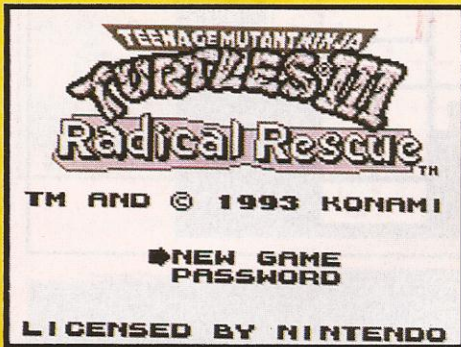 TEENAGE MUTANT NINJA
TURTLES III
Radical Rescue
TM
TM AND © 1993 KONAMI
NEW GAME
PASSWORD
LICENSED BY NINTENDO